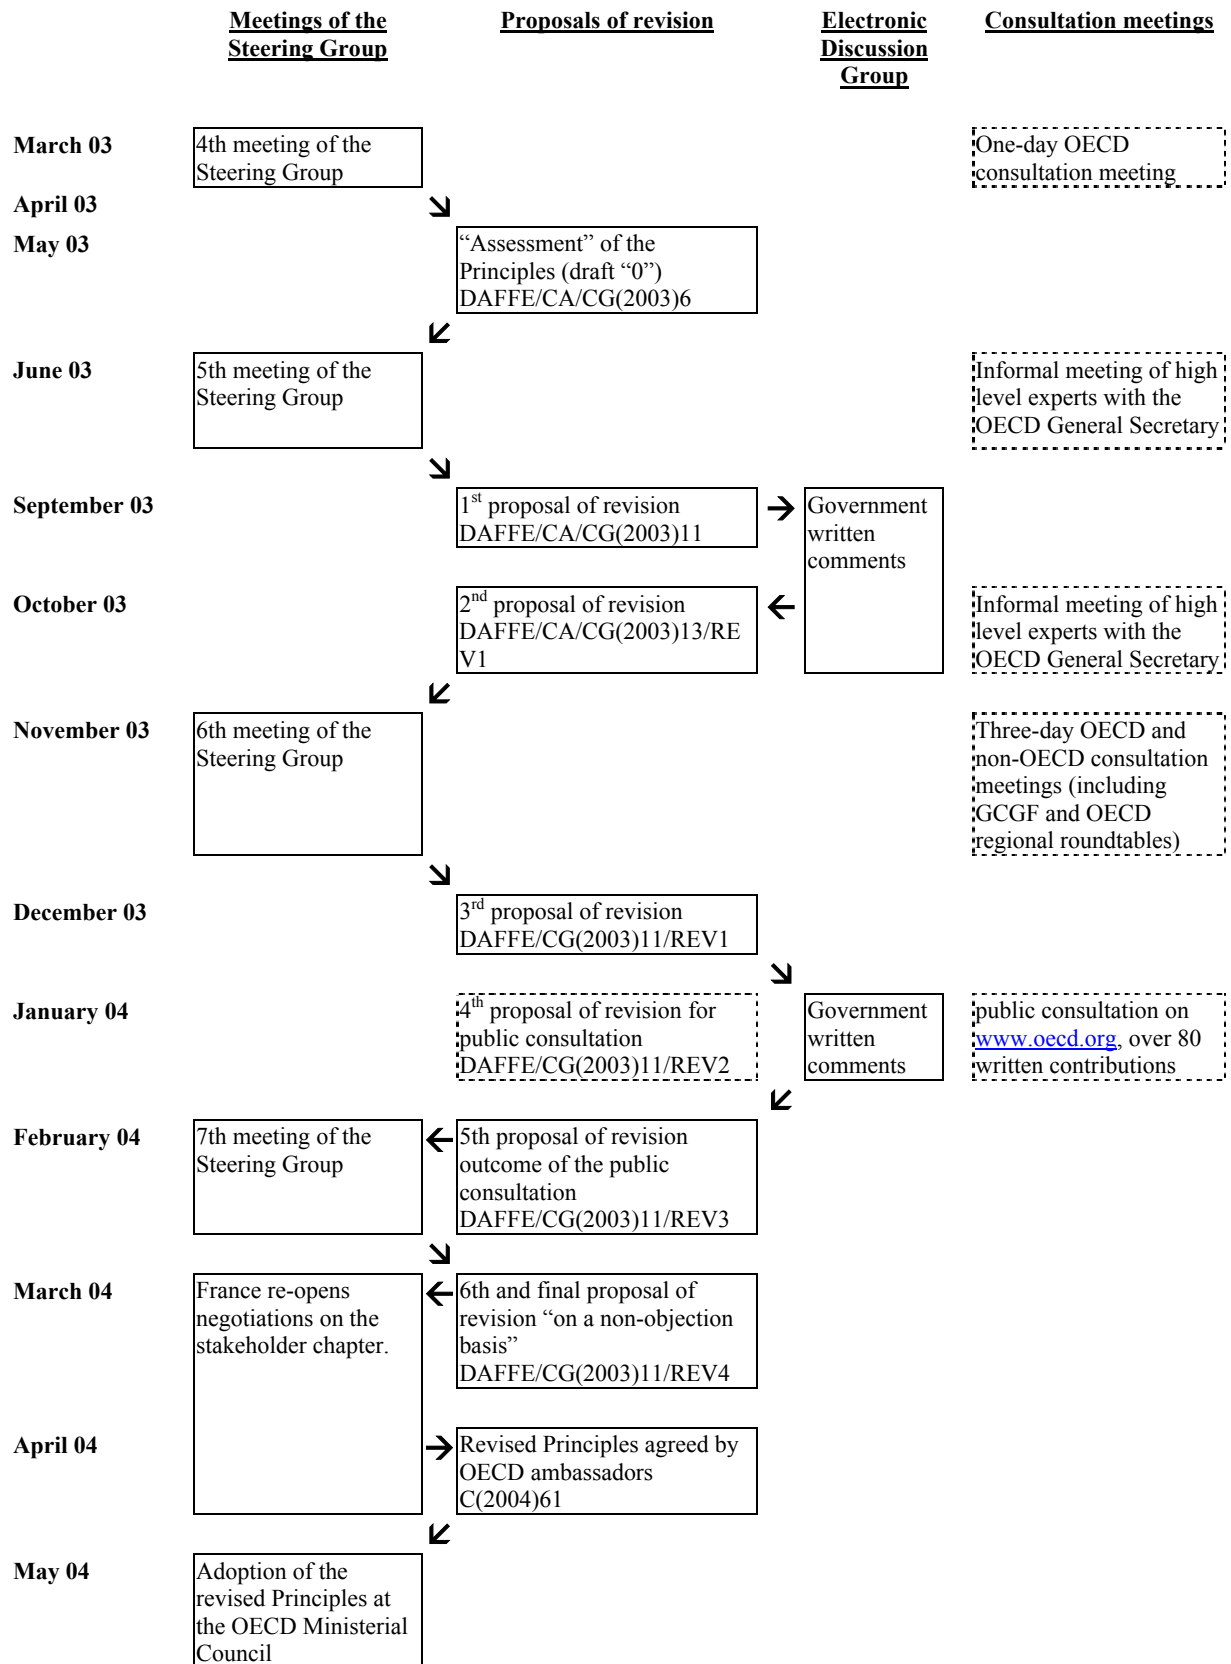 Meetings of the
Steering Group
Proposals of revision
Electronic
Discussion
Group
Consultation meetings
March 03
4th meeting of the
Steering Group
One-day OECD
consultation meeting
April 03
May 03
“Assessment” of the
Principles (draft “0”)
DAFFE/CA/CG(2003)6
June 03
5th meeting of the
Steering Group
Informal meeting of high
level experts with the
OECD General Secretary
September 03
1st proposal of revision
DAFFE/CA/CG(2003)11
Government
written
comments
October 03
2nd proposal of revision
DAFFE/CA/CG(2003)13/RE
V1
Informal meeting of high
level experts with the
OECD General Secretary
November 03
6th meeting of the
Steering Group
Three-day OECD and
non-OECD consultation
meetings (including
GCGF and OECD
regional roundtables)
December 03
3rd proposal of revision
DAFFE/CG(2003)11/REV1
January 04
4th proposal of revision for
public consultation
DAFFE/CG(2003)11/REV2
Government
written
comments
public consultation on
www.oecd.org, over 80
written contributions
February 04
7th meeting of the
Steering Group
5th proposal of revision
outcome of the public
consultation
DAFFE/CG(2003)11/REV3
March 04
France re-opens
negotiations on the
stakeholder chapter.
6th and final proposal of
revision “on a non-objection
basis”
DAFFE/CG(2003)11/REV4
April 04
Revised Principles agreed by
OECD ambassadors
C(2004)61
May 04
Adoption of the
revised Principles at
the OECD Ministerial
Council